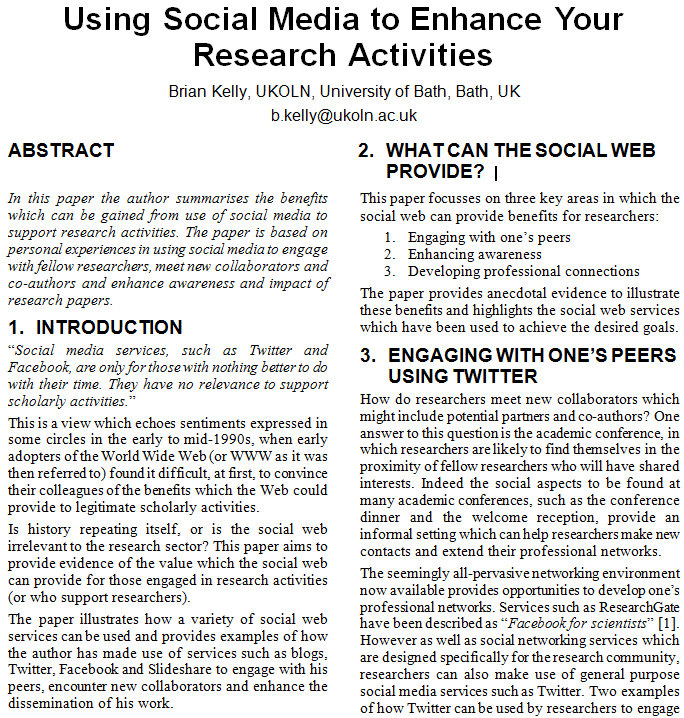 Using Social Media to Enhance Your
Research Activities
Brian Kelly, UKOLN, University of Bath, Bath, UK
b.kelly@ukoln.ac.uk
ABSTRACT
In this paper the author summarises the benefits
which can be gained from use of social media to
support research activities. The paper is based on
personal experiences in using social media to engage
with fellow researchers, meet new collaborators and
co-authors and enhance awareness and impact of
research papers.
1. INTRODUCTION
“Social media services, such as Twitter and
Facebook, are only for those with nothing better to do
with their time. They have no relevance to support
scholarly activities.”
This is a view which echoes sentiments expressed in
some circles in the early to mid-1990s, when early
adopters of the World Wide Web (or WWW as it was
then referred to) found it difficult, at first, to convince
their colleagues of the benefits which the Web could
provide to legitimate scholarly activities.
Is history repeating itself, or is the social web
irrelevant to the research sector? This paper aims to
provide evidence of the value which the social web
can provide for those engaged in research activities
(or who support researchers).
The paper illustrates how a variety of social web
services can be used and provides examples of how
the author has made use of services such as blogs,
Twitter, Facebook and Slideshare to engage with his
peers, encounter new collaborators and enhance the
dissemination of his work.
2. WHAT CAN THE SOCIAL WEB
PROVIDE?
This paper focusses on three key areas in which the
social web can provide benefits for researchers:
1. Engaging with one’s peers
2. Enhancing awareness
3. Developing professional connections
The paper provides anecdotal evidence to illustrate
these benefits and highlights the social web services
which have been used to achieve the desired goals.
3. ENGAGING WITH ONE’S PEERS
USING TWITTER
How do researchers meet new collaborators which
might include potential partners and co-authors? One
answer to this question is the academic conference, in
which researchers are likely to find themselves in the
proximity of fellow researchers who will have shared
interests. Indeed the social aspects to be found at
many academic conferences, such as the conference
dinner and the welcome reception, provide an
informal setting which can help researchers make new
contacts and extend their professional networks.
The seemingly all-pervasive networking environment
now available provides opportunities to develop one’s
professional networks. Services such as ResearchGate
have been described as “Facebook for scientists” [1].
However as well as social networking services which
are designed specifically for the research community,
researchers can also make use of general purpose
social media services such as Twitter. Two examples
of how Twitter can be used by researchers to engage